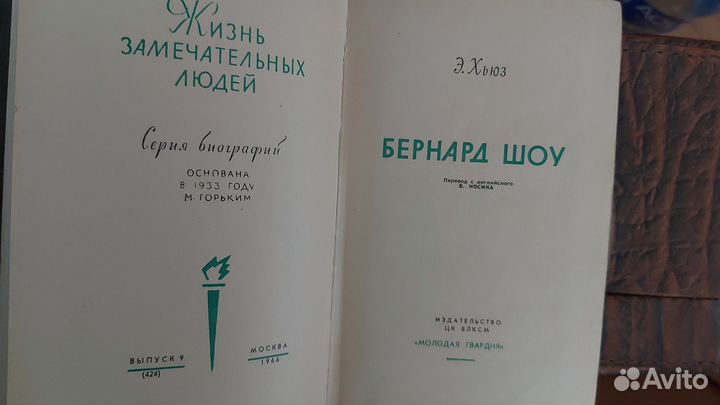 Жизнь
ЗАМЕЧАТЕЛЬНЫХ
ЛЮДЕЙ
Серия биографий
ОСНОВАНА
В 1933 ГОДУ
М. ГОРЬКИМ
ВЫПУСК 9
(424)
МОСКВА
1966
Э. Хьюз
БЕРНАРД ШОУ
Перевод с английского
Б. НОСИКА
ИЗДАТЕЛЬСТВО
ЦК ВЛКСМ
«МОЛОДАЯ ГВАРДИЯ»
Avito